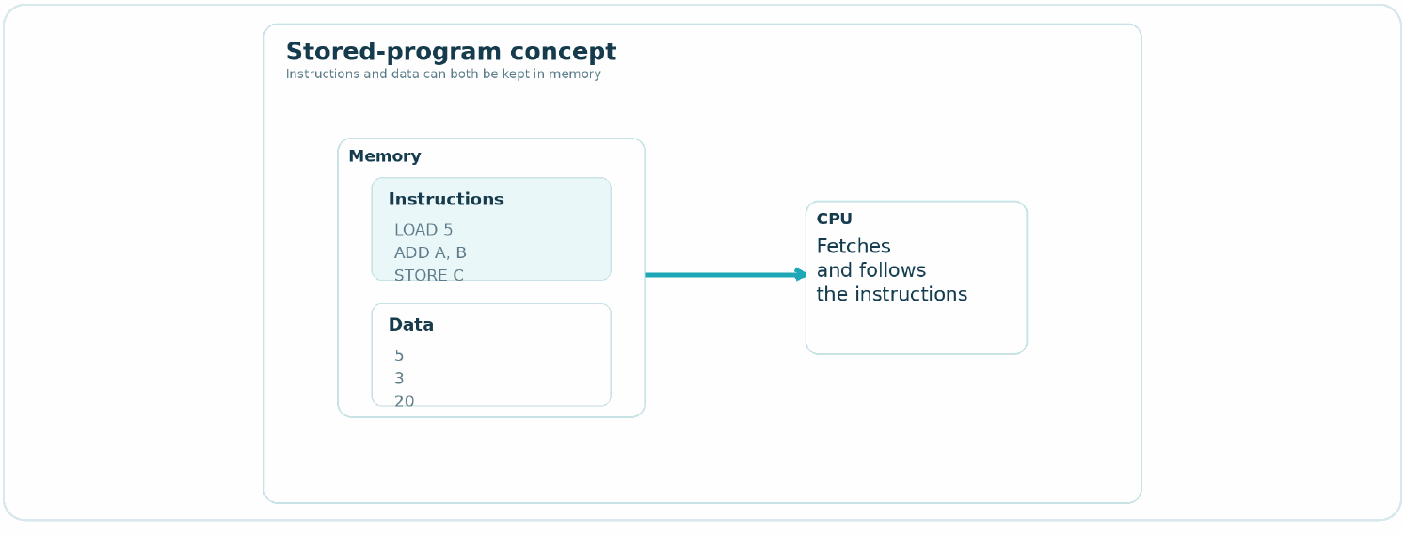 Stored-program concept
Instructions and data can both be kept in memory
Memory
Instructions
LOAD 5
ADD A, B
STORE C
Data
5
3
20
CPU
Fetches
and follows
the instructions